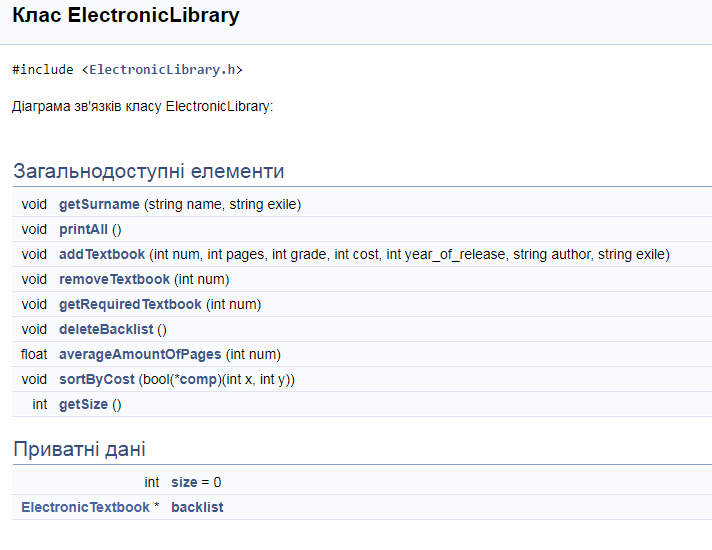 Клас ElectronicLibrary
#include <ElectronicLibrary.h>
Діаграма зв'язків класу ElectronicLibrary:
Загальнодоступні елементи
void getSurname (string name, string exile)
void printAll ()
void addTextbook (int num, int pages, int grade, int cost, int year_of_release, string author, string exile)
void removeTextbook (int num)
void getRequiredTextbook (int num)
void deleteBacklist ()
float averageAmountOfPages (int num)
void sortByCost (bool(*comp)(int x, int y))
int getSize ()
Приватні дані
int size = 0
ElectronicTextbook * backlist